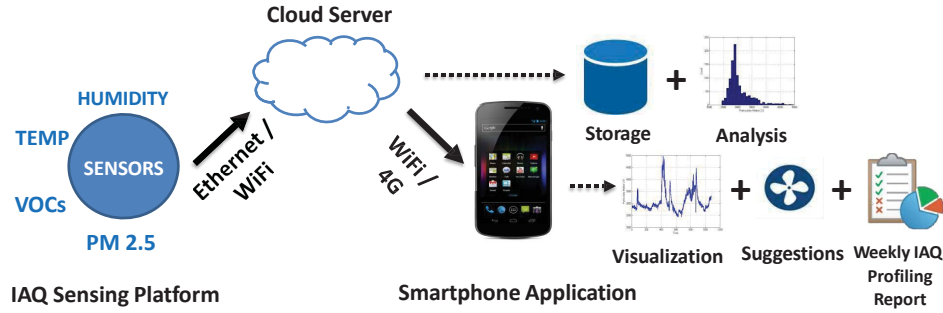 Cloud Server
HUMIDITY
TEMP
SENSORS
VOCs
PM 2.5
IAQ Sensing Platform
Ethernet /
WiFi
WiFi /
4G
Smartphone Application
Storage
+
Analysis
Visualization
+
Suggestions
+
Weekly IAQ
Profiling
Report